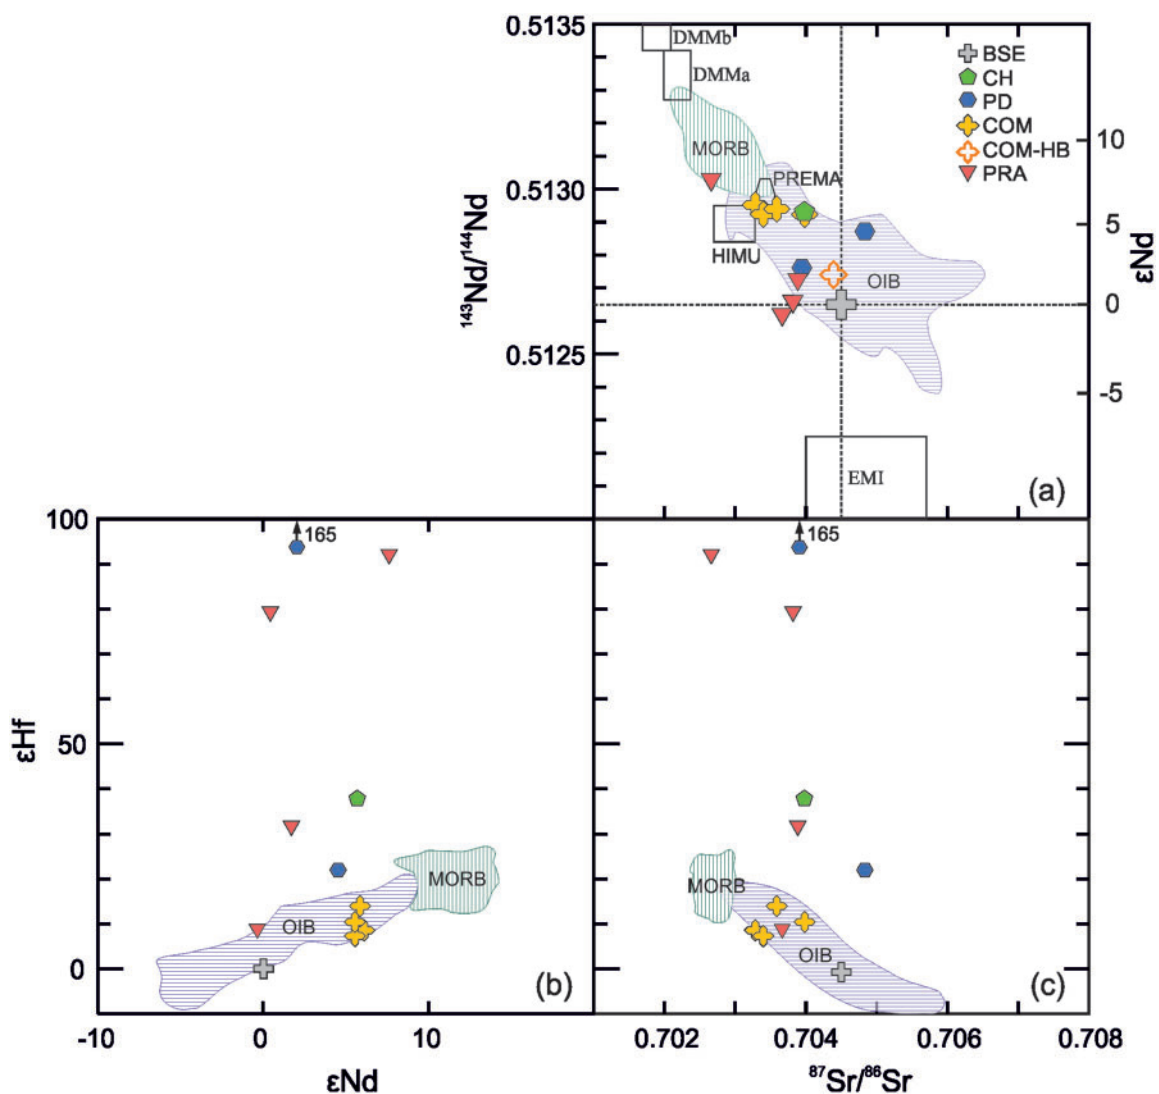 0.5135
DMMb
DMMa
BSE
CH
PD
COM
COM-HB
PRA
10
MORB
PREMA
0.5130
5
HIMU
OIB
0
¹⁴³Nd/¹⁴⁴Nd
εNd
0.5125
-5
EMI
(a)
100
165
165
50
εHf
MORB
OIB
0
(b)
MORB
OIB
(c)
-10
0
10
εNd
0.702
0.704
0.706
0.708
⁸⁷Sr/⁸⁶Sr